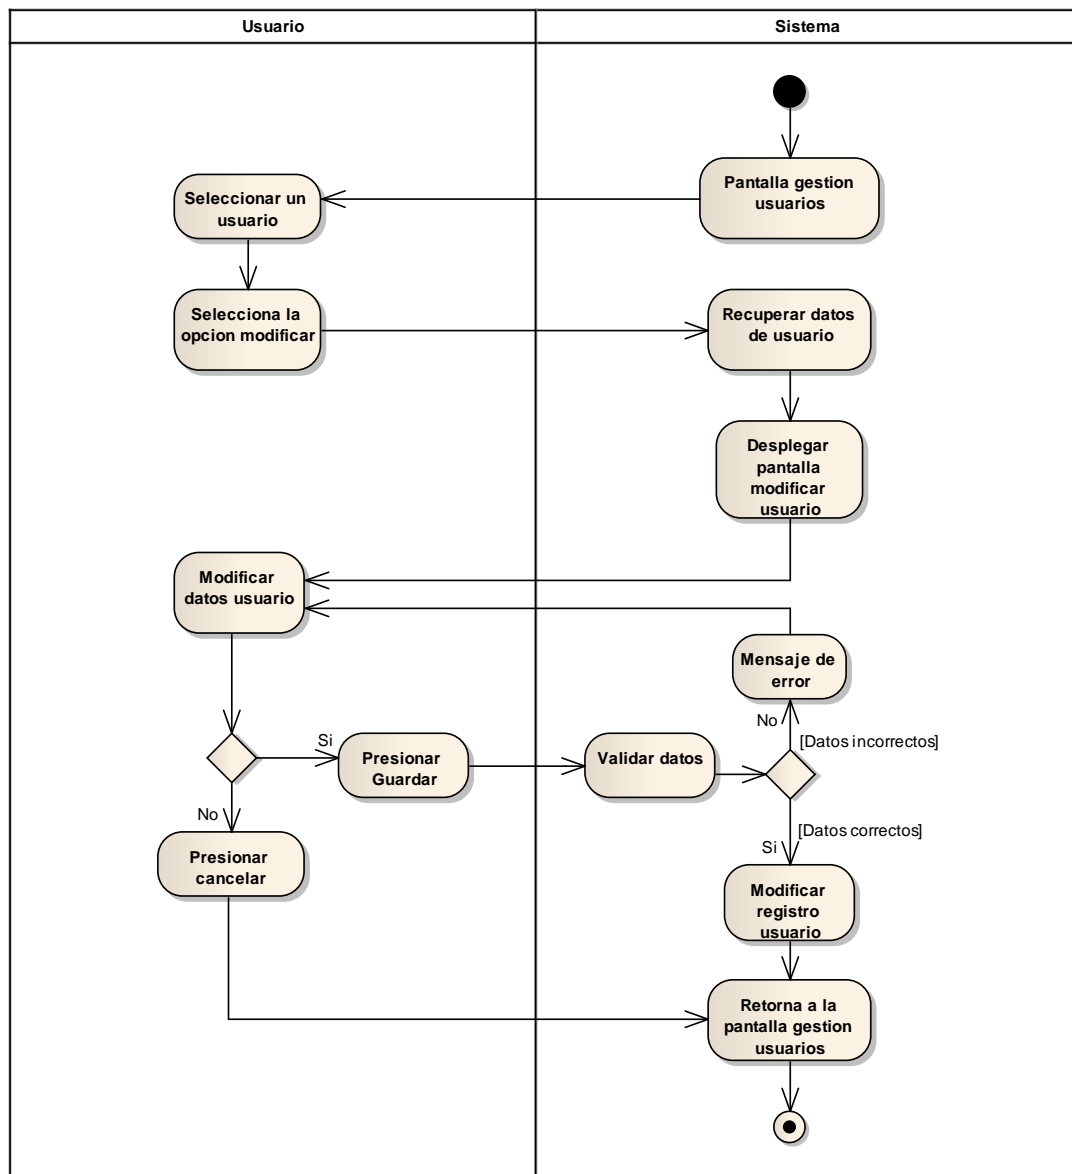 Usuario
Sistema
Pantalla gestion
usuarios
Seleccionar un
usuario
Selecciona la
opcion modificar
Recuperar datos
de usuario
Desplegar
pantalla
modificar
usuario
Modificar
datos usuario
Mensaje de
error
No
[Datos incorrectos]
Si
Presionar
Guardar
Validar datos
No
[Datos correctos]
Si
Presionar
cancelar
Modificar
registro
usuario
Retorna a la
pantalla gestion
usuarios